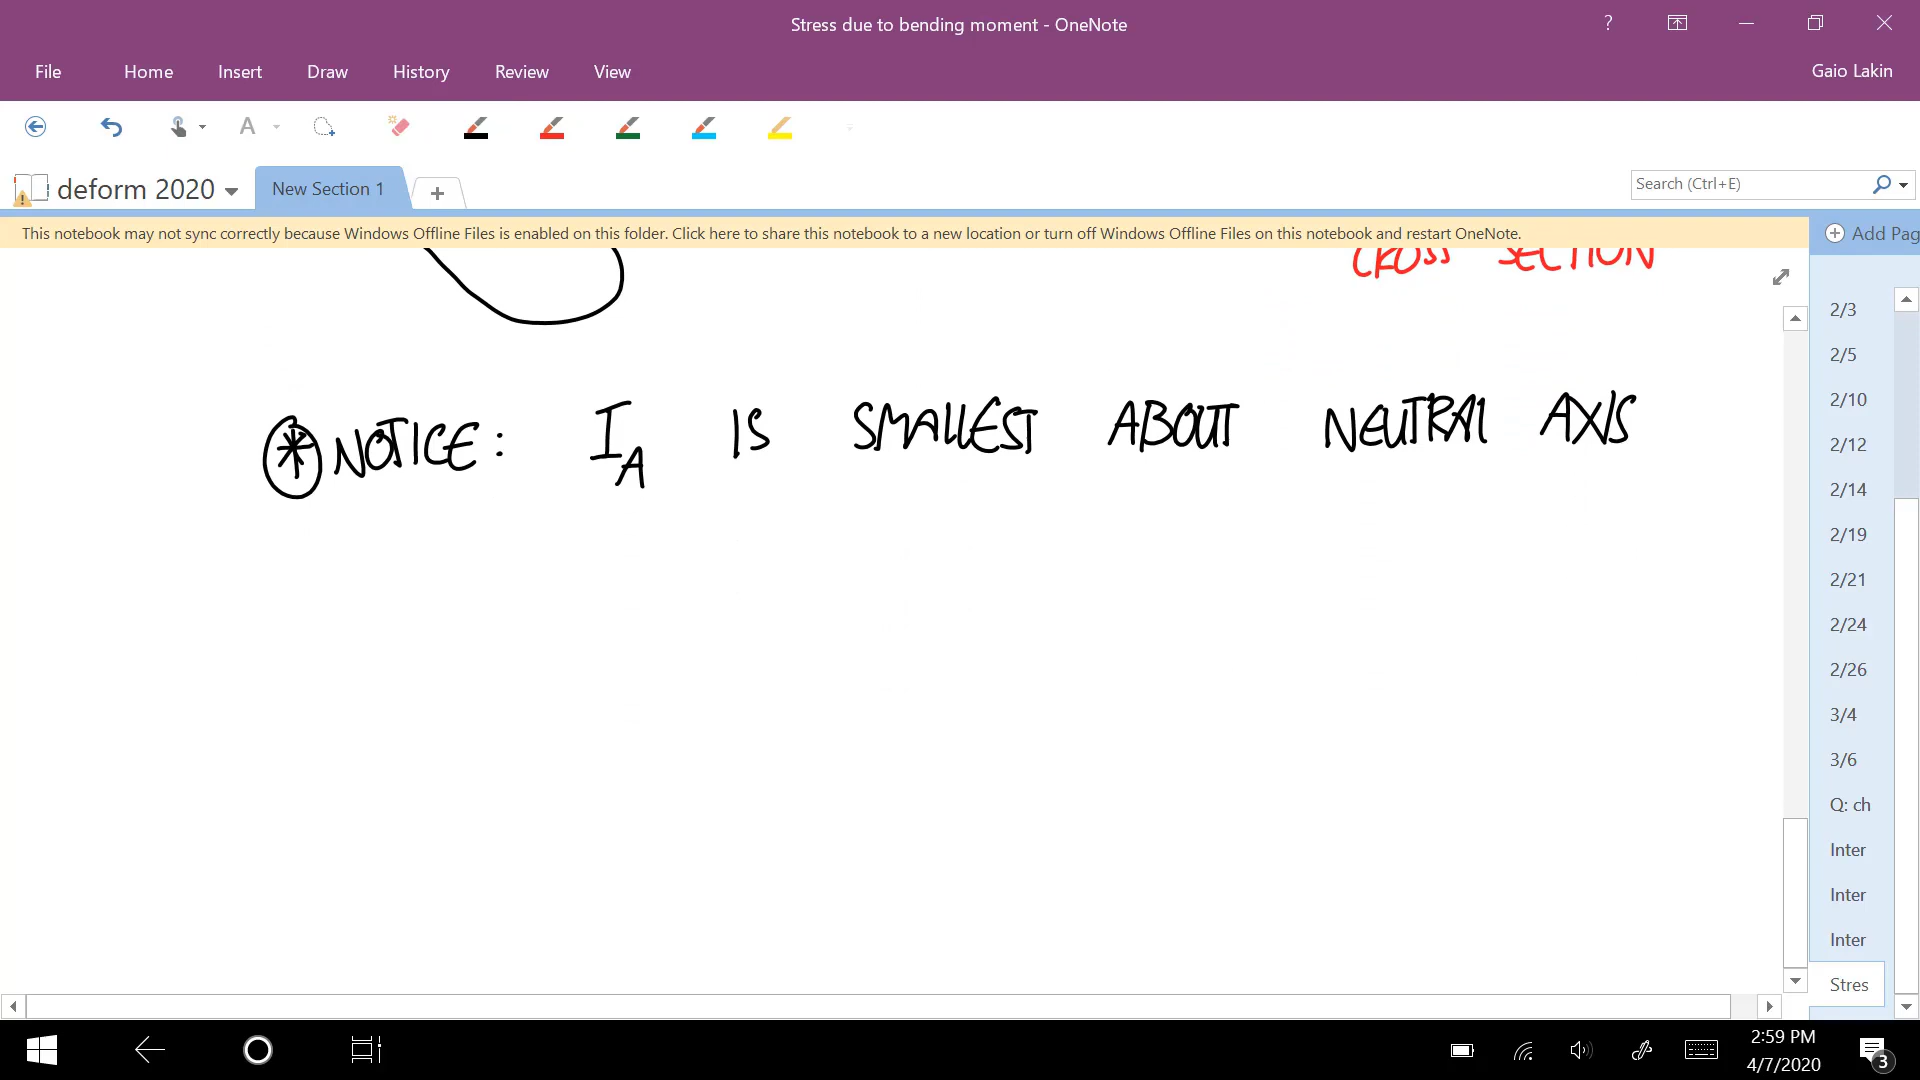 Stress due to bending moment - OneNote
?
File Home Insert Draw History Review View
Gaio Lakin
A
deform 2020
New Section 1
+
Search (Ctrl+E)
This notebook may not sync correctly because Windows Offline Files is enabled on this folder. Click here to share this notebook to a new location or turn off Windows Offline Files on this notebook and restart OneNote.
Add Pag
CROSS SECTION
* NOTICE: I_A IS SMALLEST ABOUT NEUTRAL AXIS
2/3
2/5
2/10
2/12
2/14
2/19
2/21
2/24
2/26
3/4
3/6
Q: ch
Inter
Inter
Inter
Stres
2:59 PM
4/7/2020
3